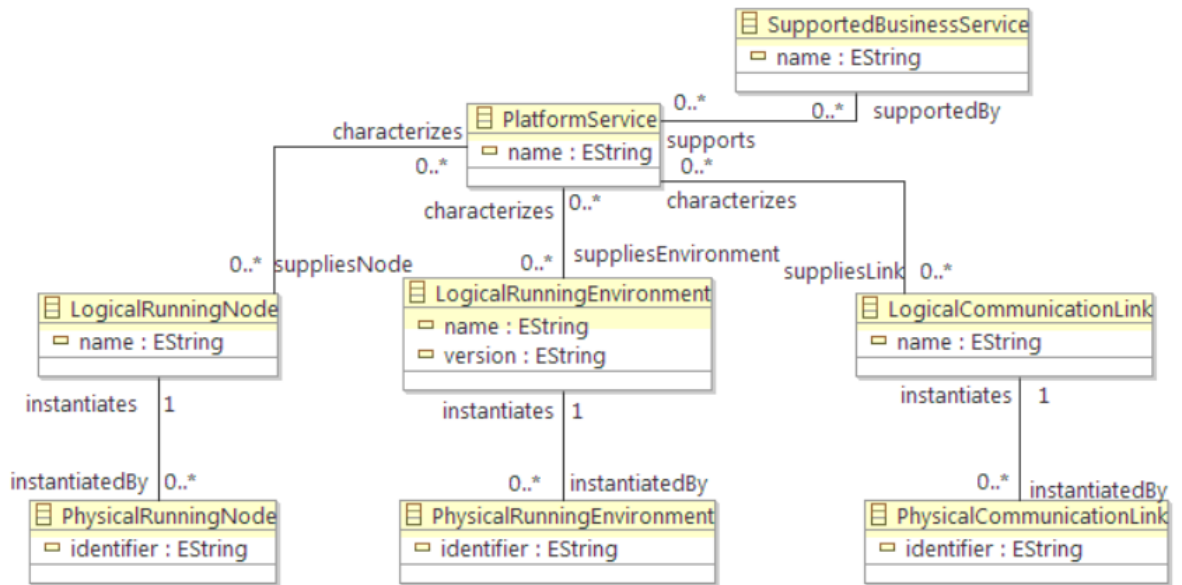 SupportedBusinessService
name : EString
0..*
0..*
supportedBy
PlatformService
name : EString
characterizes
0..*
supports
0..*
characterizes
0..*
characterizes
0..*
suppliesNode
0..*
suppliesEnvironment
suppliesLink
0..*
LogicalRunningNode
name : EString
LogicalRunningEnvironment
name : EString
version : EString
LogicalCommunicationLink
name : EString
instantiates
1
instantiates
1
instantiates
1
instantiatedBy
0..*
0..*
instantiatedBy
0..*
instantiatedBy
PhysicalRunningNode
identifier : EString
PhysicalRunningEnvironment
identifier : EString
PhysicalCommunicationLink
identifier : EString